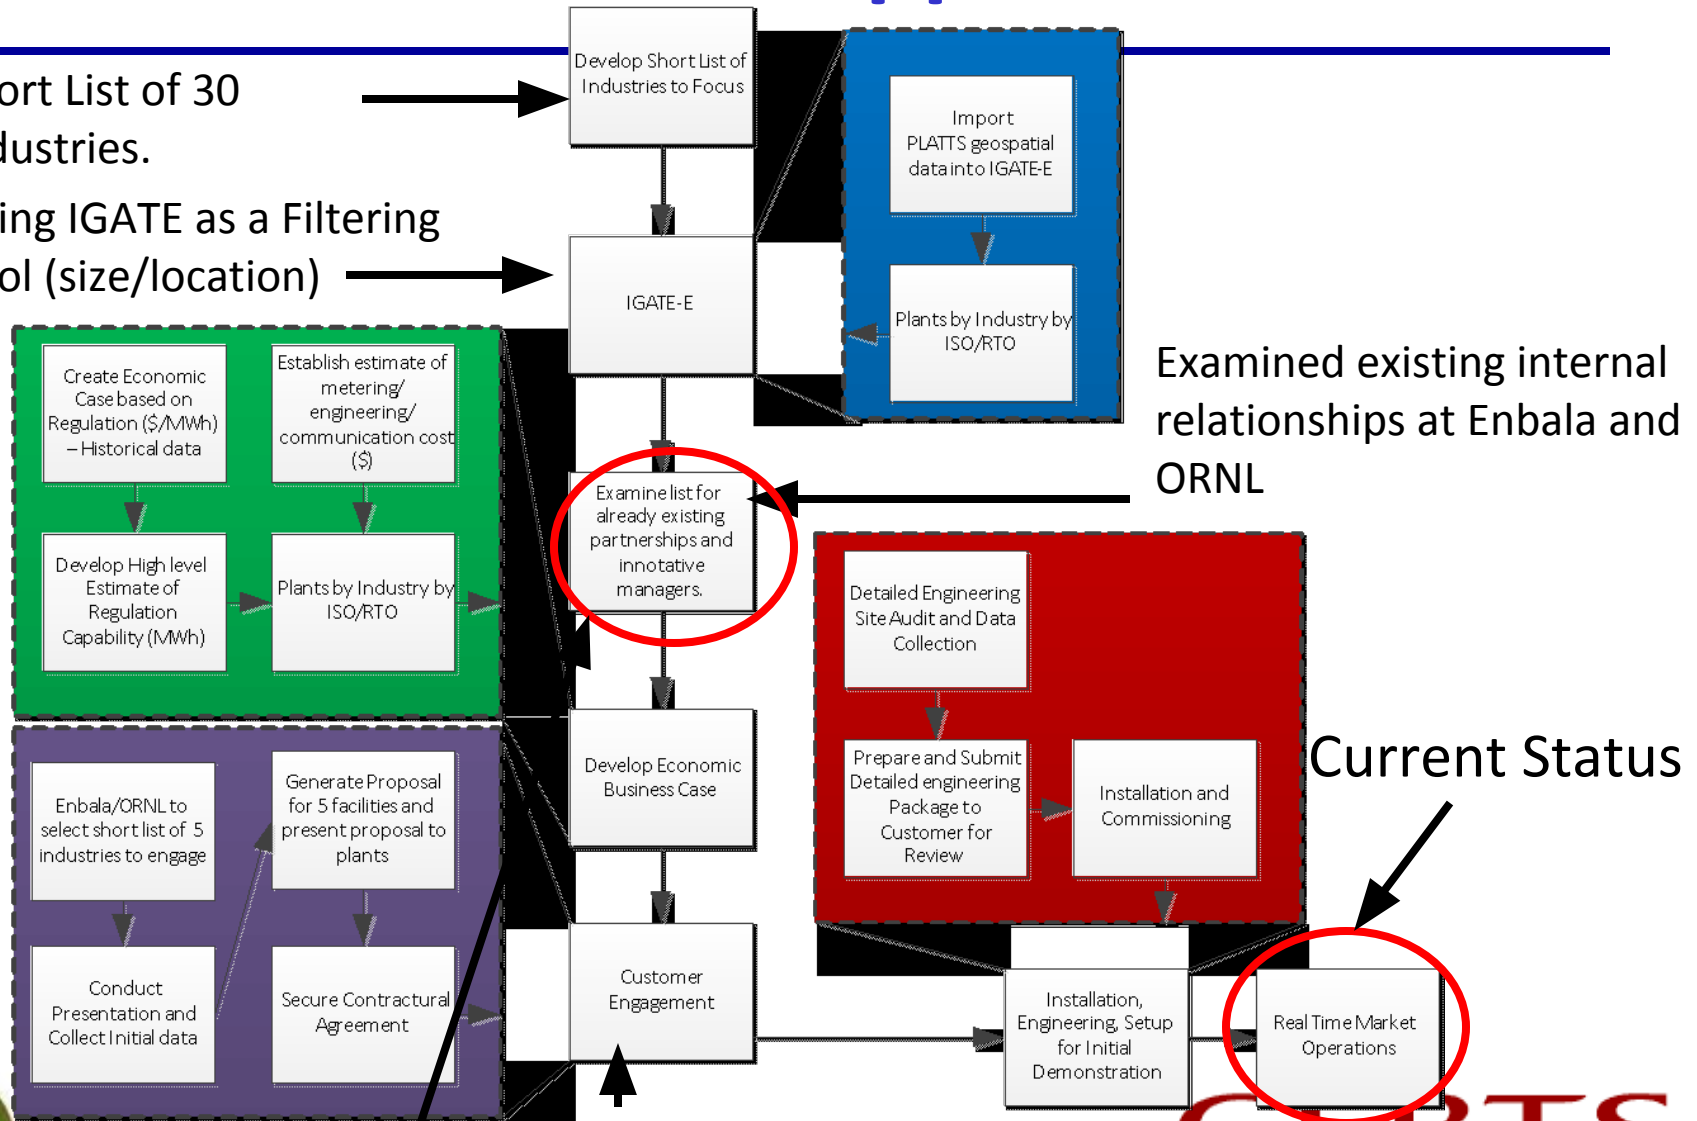 Develop Short List of
Industries to Focus
ort List of 30
dustries.
ing IGATE as a Filtering
ol (size/location)
Import
PLATTS geospatial
data into IGATE-E
IGATE-E
Plants by Industry by
ISO/RTO
Create Economic
Case based on
Regulation ($/MWh)
– Historical data
Establish estimate of
metering/
engineering/
communication cost
($)
Examined existing internal
relationships at Enbala and
ORNL
Examine list for
already existing
partnerships and
innotative
managers.
Develop High level
Estimate of
Regulation
Capability (MWh)
Plants by Industry by
ISO/RTO
Detailed Engineering
Site Audit and Data
Collection
Current Status
Develop Economic
Business Case
Prepare and Submit
Detailed engineering
Package to
Customer for
Review
Installation and
Commissioning
Enbala/ORNL to
select short list of 5
industries to engage
Generate Proposal
for 5 facilities and
present proposal to
plants
Conduct
Presentation and
Collect Initial data
Secure Contractural
Agreement
Customer
Engagement
Installation,
Engineering, Setup
for Initial
Demonstration
Real Time Market
Operations